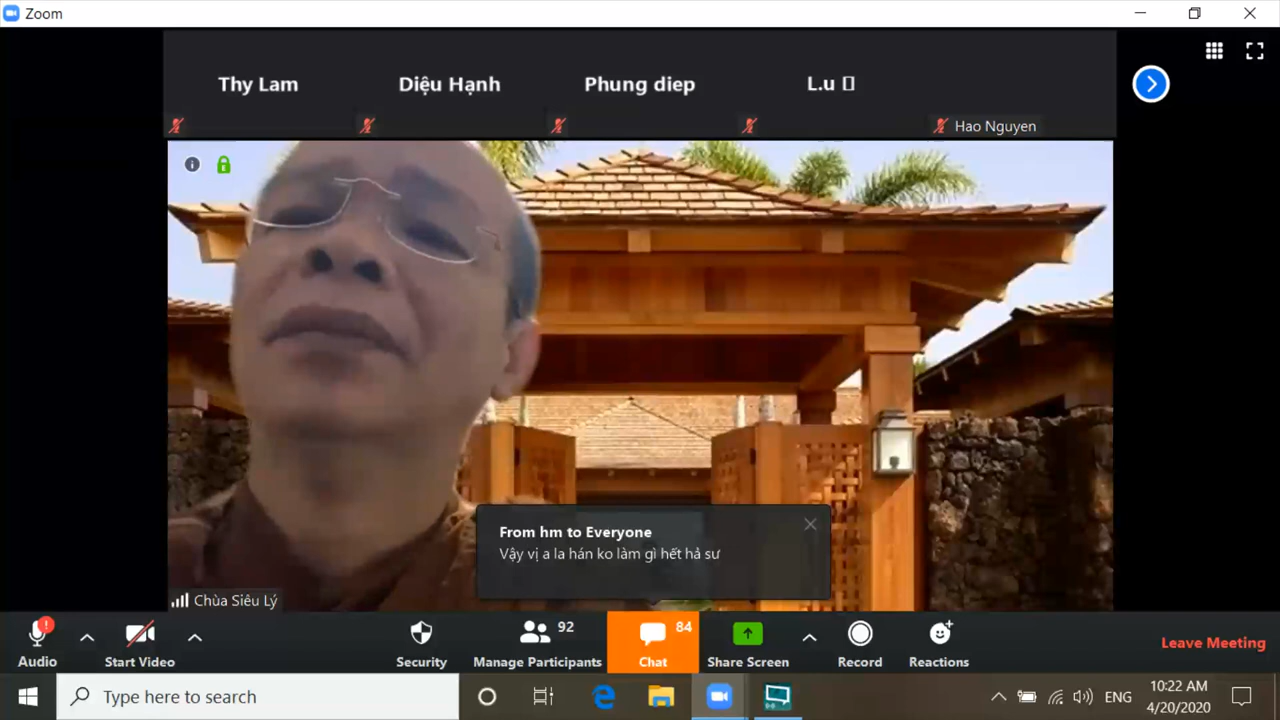 Zoom
Thy Lam
Diệu Hạnh
Phung diep
L.u
Hao Nguyen
From hm to Everyone
Vậy vị a la hán ko làm gì hết hả sư
Chùa Siêu Lý
92
84
Audio
Start Video
Security
Manage Participants
Chat
Share Screen
Record
Reactions
Leave Meeting
Type here to search
ENG
10:22 AM
4/20/2020